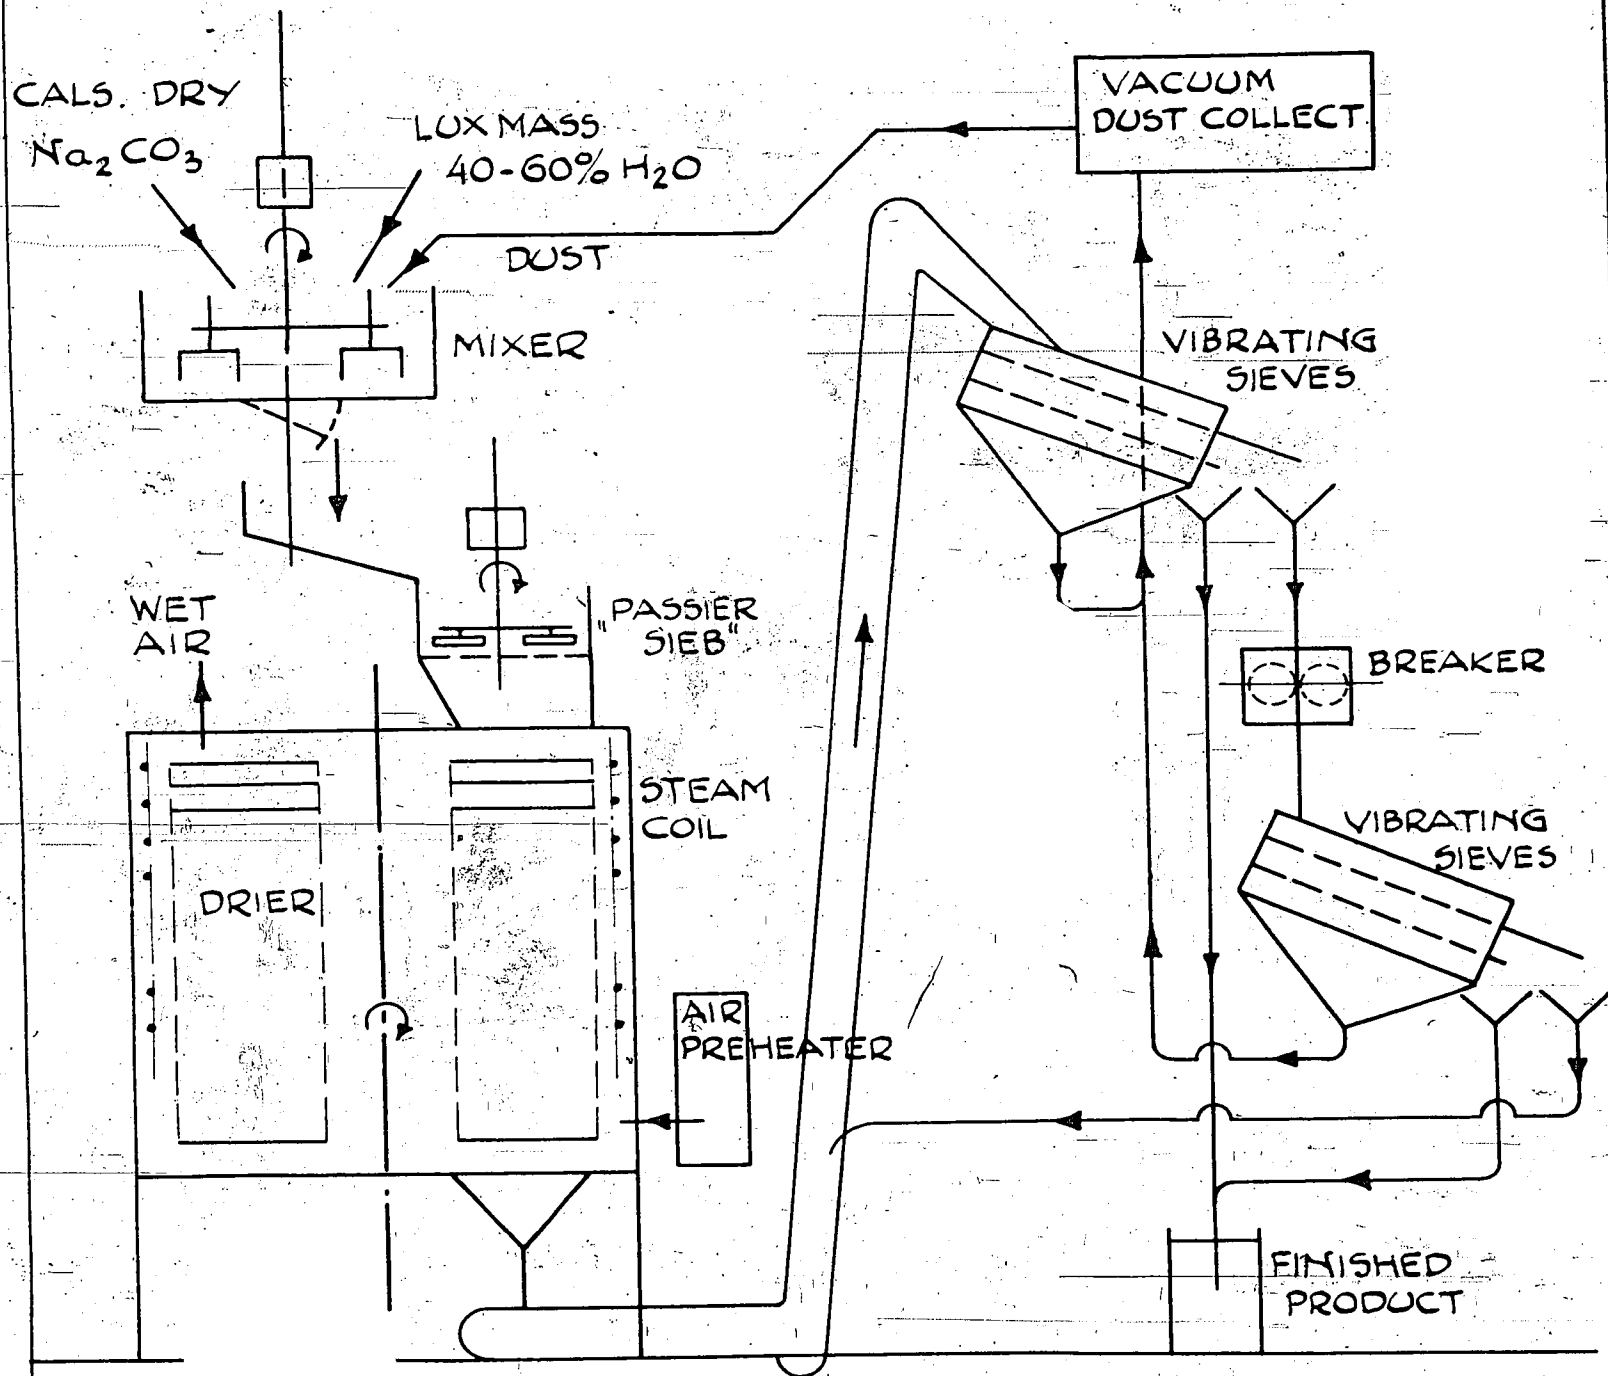 CALS. DRY
Na₂CO₃
LUX MASS
40-60% H₂O
VACUUM
DUST COLLECT.
DUST
MIXER
VIBRATING
SIEVES
WET
AIR
"PASSIER
SIEB"
BREAKER
STEAM
COIL
VIBRATING
SIEVES
DRIER
AIR
PREHEATER
FINISHED
PRODUCT